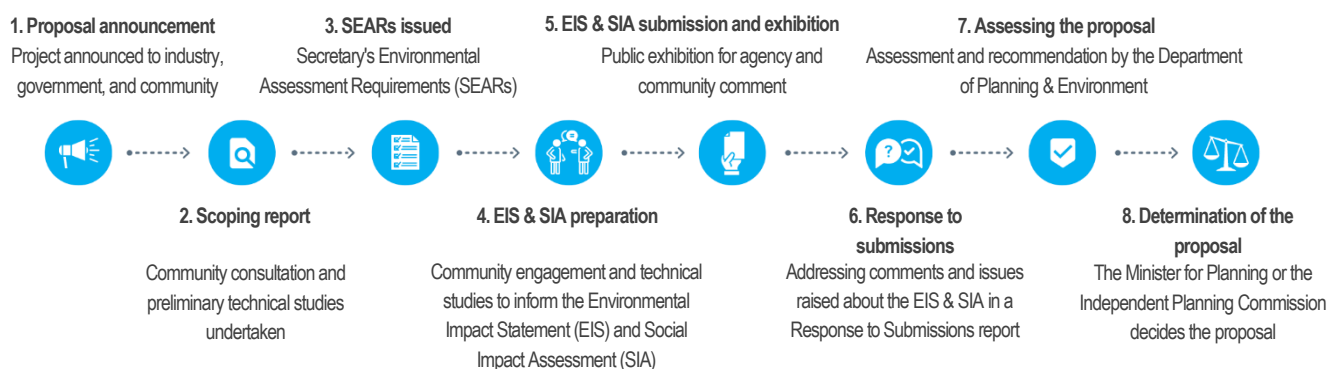 1. Proposal announcement
Project announced to industry,
government, and community
2. Scoping report
Community consultation and
preliminary technical studies
undertaken
3. SEARs issued
Secretary's Environmental
Assessment Requirements (SEARs)
4. EIS & SIA preparation
Community engagement and technical
studies to inform the Environmental
Impact Statement (EIS) and Social
Impact Assessment (SIA)
5. EIS & SIA submission and exhibition
Public exhibition for agency and
community comment
6. Response to
submissions
Addressing comments and issues
raised about the EIS & SIA in a
Response to Submissions report
7. Assessing the proposal
Assessment and recommendation by the Department
of Planning & Environment
8. Determination of the
proposal
The Minister for Planning or the
Independent Planning Commission
decides the proposal